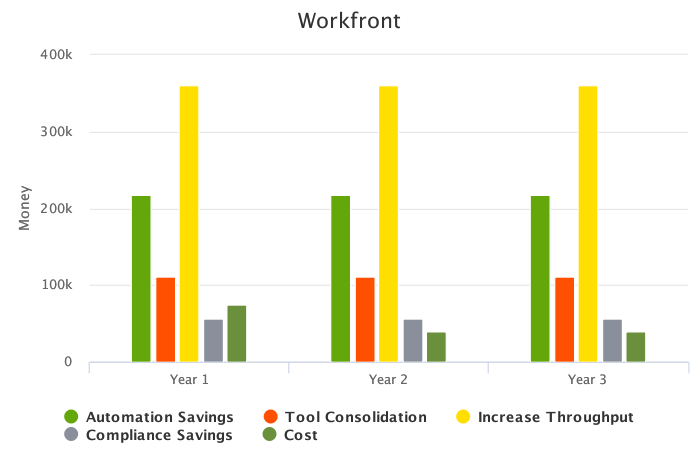 Workfront
400k
300k
200k
100k
0
Money
Year 1
Year 2
Year 3
Automation Savings
Tool Consolidation
Increase Throughput
Compliance Savings
Cost